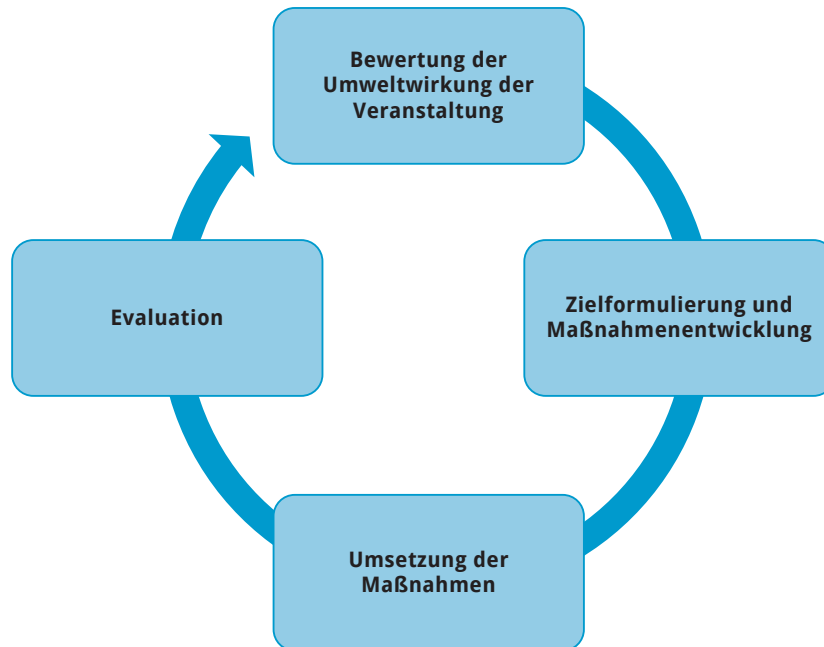 Bewertung der
Umweltwirkung der
Veranstaltung
Zielformulierung und
Maßnahmenentwicklung
Umsetzung der
Maßnahmen
Evaluation